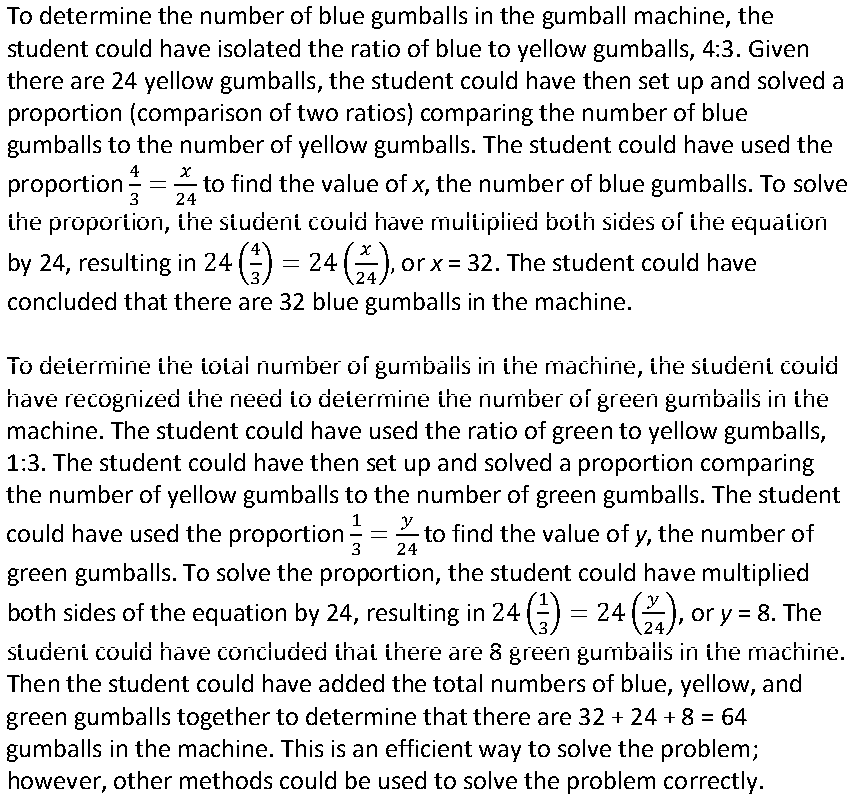 To determine the number of blue gumballs in the gumball machine, the
student could have isolated the ratio of blue to yellow gumballs, 4:3. Given
there are 24 yellow gumballs, the student could have then set up and solved a
proportion (comparison of two ratios) comparing the number of blue
gumballs to the number of yellow gumballs. The student could have used the
proportion 4/3 = x/24 to find the value of x, the number of blue gumballs. To solve
the proportion, the student could have multiplied both sides of the equation
by 24, resulting in 24 (4/3) = 24 (x/24), or x = 32. The student could have
concluded that there are 32 blue gumballs in the machine.
To determine the total number of gumballs in the machine, the student could
have recognized the need to determine the number of green gumballs in the
machine. The student could have used the ratio of green to yellow gumballs,
1:3. The student could have then set up and solved a proportion comparing
the number of yellow gumballs to the number of green gumballs. The student
could have used the proportion 1/3 = y/24 to find the value of y, the number of
green gumballs. To solve the proportion, the student could have multiplied
both sides of the equation by 24, resulting in 24 (1/3) = 24 (y/24), or y = 8. The
student could have concluded that there are 8 green gumballs in the machine.
Then the student could have added the total numbers of blue, yellow, and
green gumballs together to determine that there are 32 + 24 + 8 = 64
gumballs in the machine. This is an efficient way to solve the problem;
however, other methods could be used to solve the problem correctly.